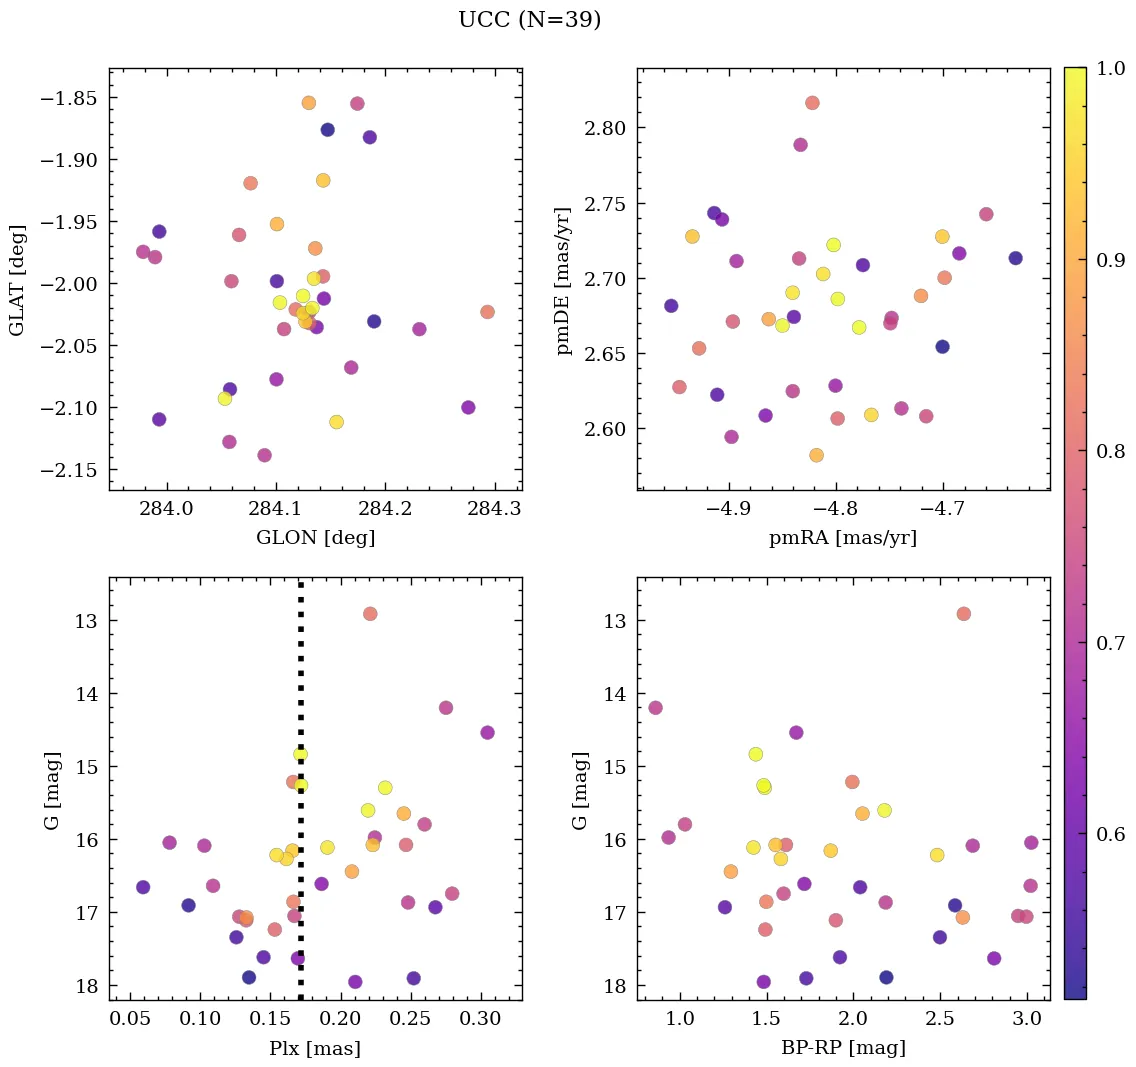 UCC (N=39)
−1.85
−1.90
−1.95
−2.00
−2.05
−2.10
−2.15
GLAT [deg]
284.0 284.1 284.2 284.3
GLON [deg]
2.80
2.75
2.70
2.65
2.60
pmDE [mas/yr]
−4.9 −4.8 −4.7
pmRA [mas/yr]
13
14
15
16
17
18
G [mag]
0.05 0.10 0.15 0.20 0.25 0.30
Plx [mas]
13
14
15
16
17
18
G [mag]
1.0 1.5 2.0 2.5 3.0
BP-RP [mag]
1.0
0.9
0.8
0.7
0.6